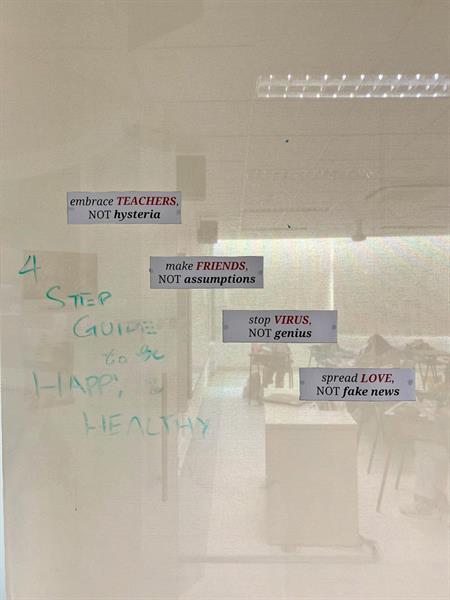 embrace TEACHERS,
NOT hysteria
make FRIENDS,
NOT assumptions
stop VIRUS,
NOT genius
spread LOVE,
NOT fake news
4
STEP
GUIDE
to be
HAPPY &
HEALTHY